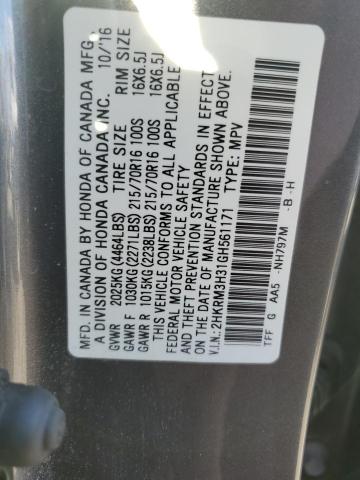 MFD. IN CANADA BY HONDA OF CANADA MFG.
A DIVISION OF HONDA CANADA INC. 10/'16
TIRE SIZE RIM SIZE
GVWR 2025KG (4464LBS)
GAWR F 1030KG (2271LBS) 215/70R16 100S 16X6.5J
GAWR R 1015KG (2238LBS) 215/70R16 100S 16X6.5J
THIS VEHICLE CONFORMS TO ALL APPLICABLE
FEDERAL MOTOR VEHICLE SAFETY
AND THEFT PREVENTION STANDARDS IN EFFECT
ON THE DATE OF MANUFACTURE SHOWN ABOVE.
V.I.N.: 2HKRM3H31GH561171 TYPE: MPV
TFF G AA5 -NH797M -B -H